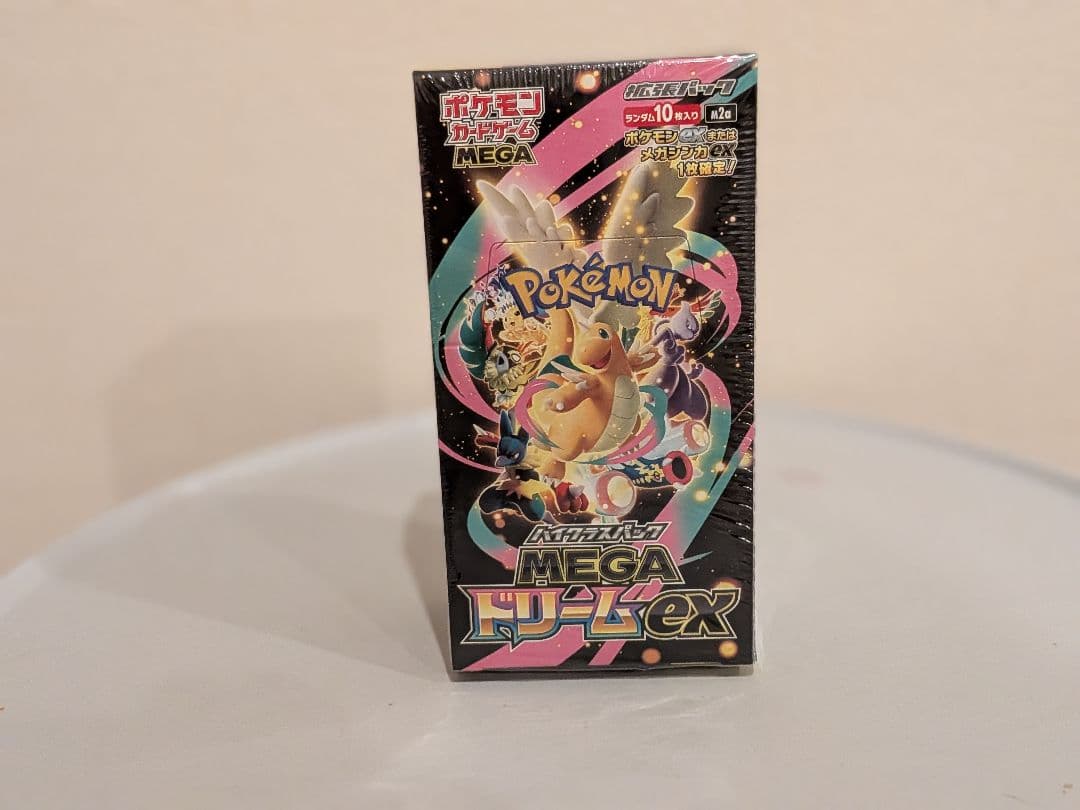 ポケモン
カードゲーム
MEGA
拡張パック
ランダム10枚入り
M2a
ポケモンexまたは
メガシンカex
1枚確定!
POKéMON
ハイクラスパック
MEGA
ドリームex